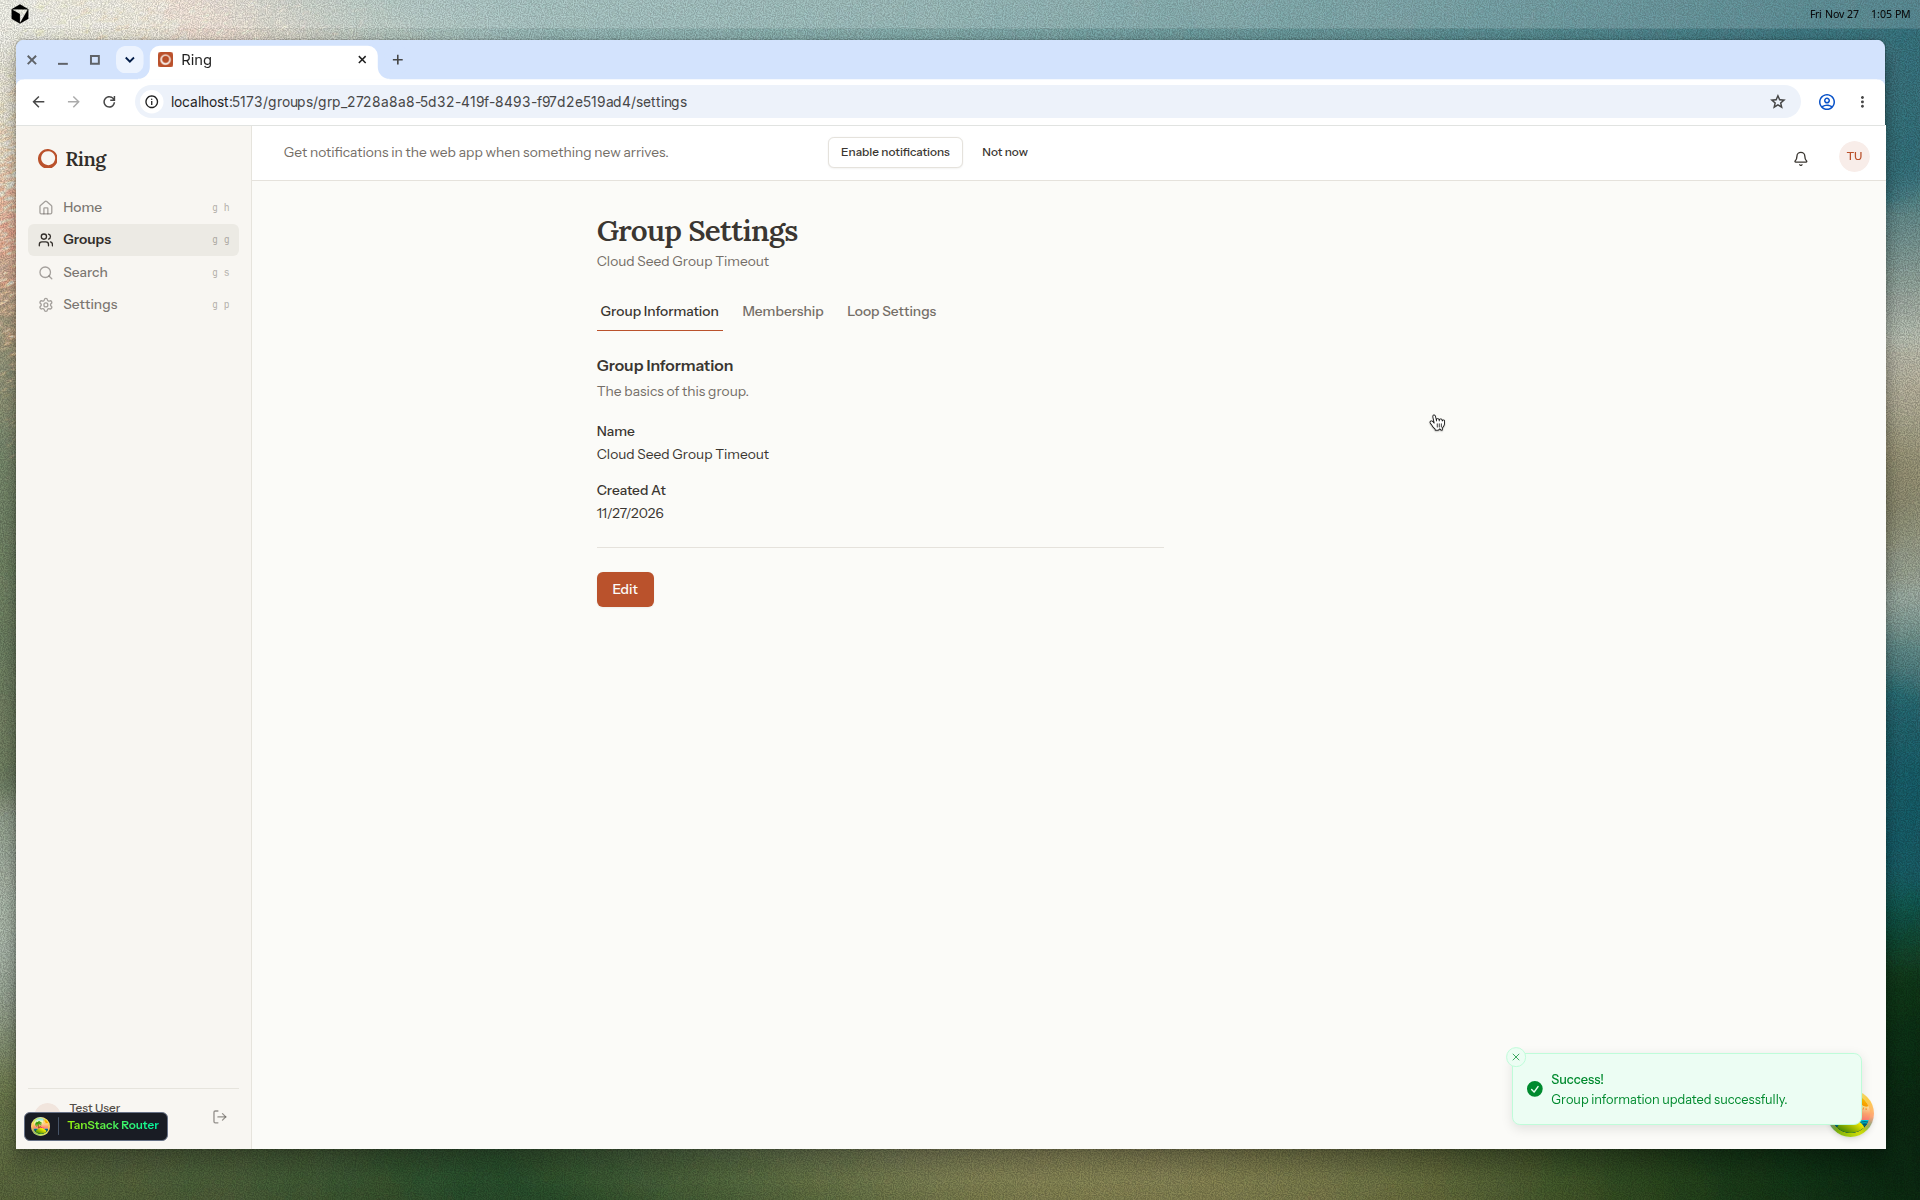 Fri Nov 27 1:05 PM
Ring
localhost:5173/groups/grp_2728a8a8-5d32-419f-8493-f97d2e519ad4/settings
Ring
Get notifications in the web app when something new arrives.
Enable notifications
Not now
TU
Home g h
Groups g g
Search g s
Settings g p
Group Settings
Cloud Seed Group Timeout
Group Information
Membership
Loop Settings
Group Information
The basics of this group.
Name
Cloud Seed Group Timeout
Created At
11/27/2026
Edit
Test User
TanStack Router
Success!
Group information updated successfully.